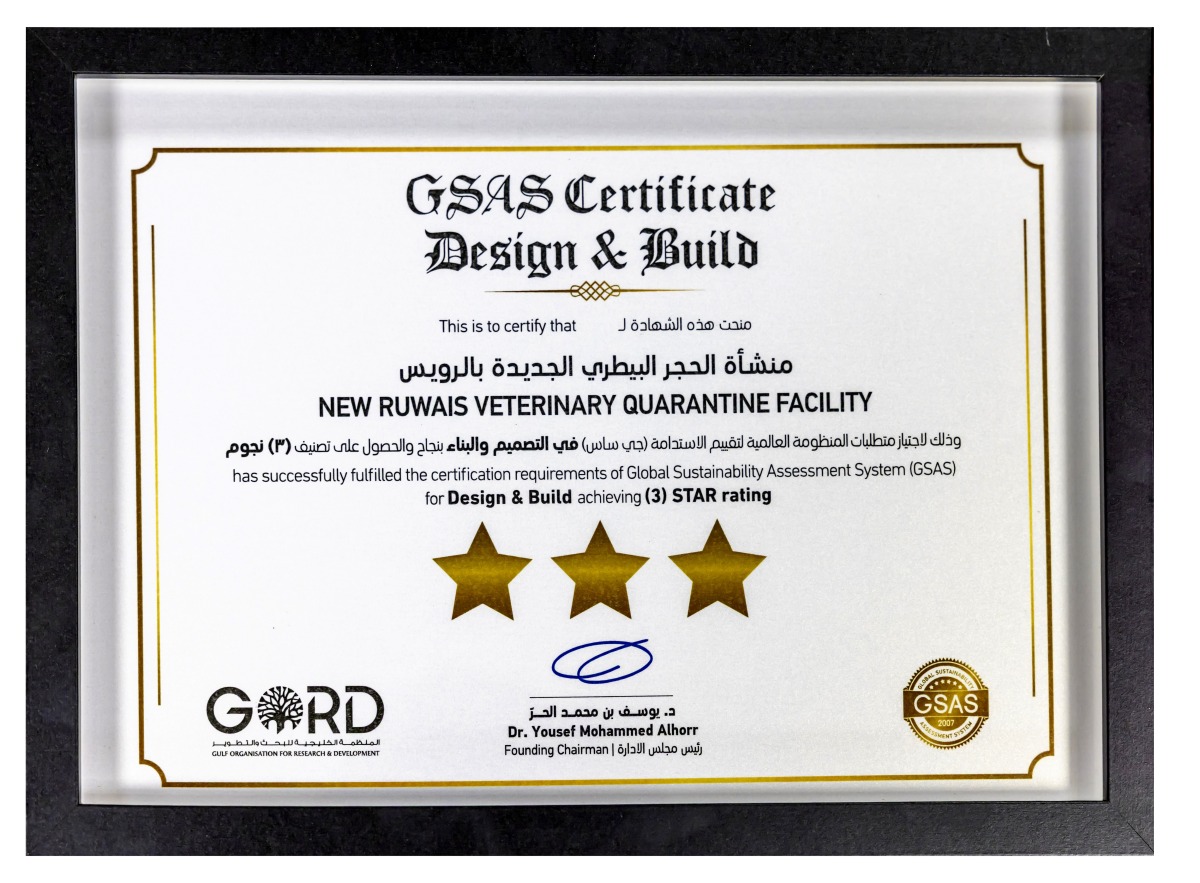 GSAS Certificate
Design & Build
This is to certify that منحت هذه الشهادة لـ
منشأة الحجر البيطري الجديدة بالرويس
NEW RUWAIS VETERINARY QUARANTINE FACILITY
وذلك لاجتياز متطلبات المنظومة العالمية لتقييم الاستدامة (جي ساس) في التصميم والبناء بنجاح والحصول على تصنيف (٣) نجوم
has successfully fulfilled the certification requirements of Global Sustainability Assessment System (GSAS)
for Design & Build achieving (3) STAR rating
د. يوسف بن محمد الحـرّ
Dr. Yousef Mohammed Alhorr
Founding Chairman | رئيس مجلس الادارة
GORD
المنظمة الخليجية للبحث والتطوير
GULF ORGANISATION FOR RESEARCH & DEVELOPMENT
GLOBAL SUSTAINABILITY
GSAS
2007
ASSESSMENT SYSTEM